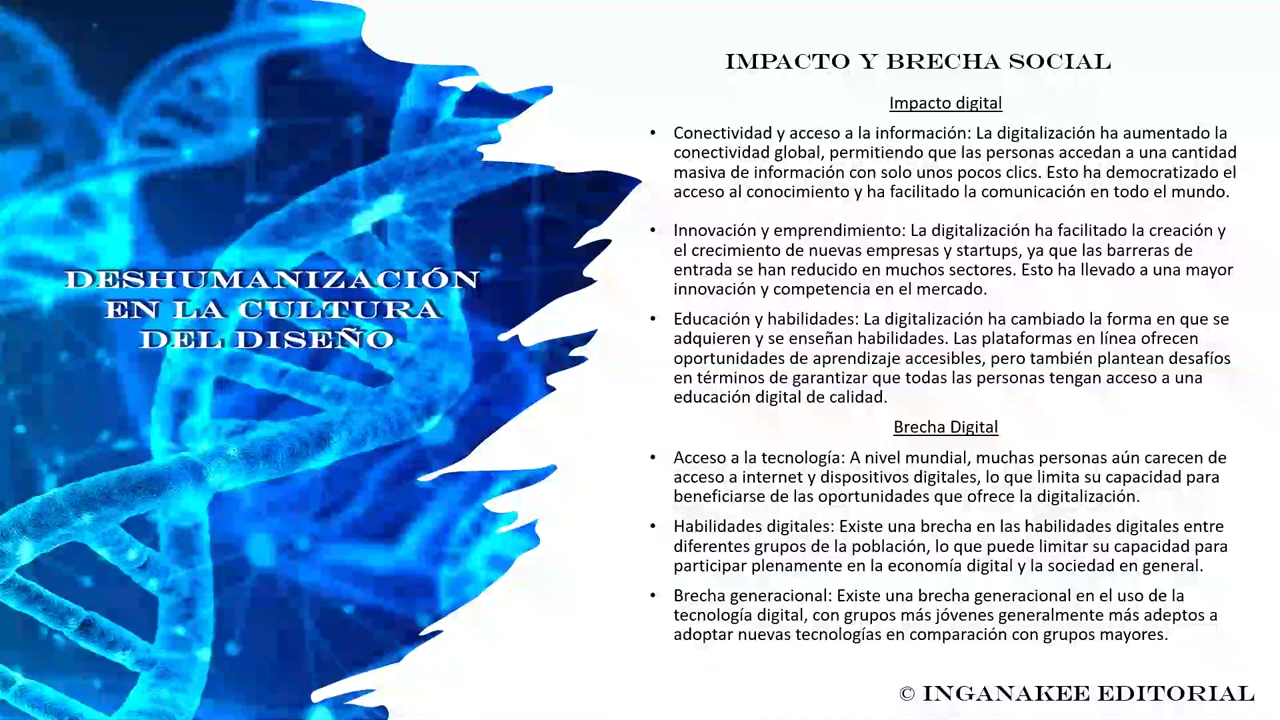 DESHUMANIZACIÓN
EN LA CULTURA
DEL DISEÑO
IMPACTO Y BRECHA SOCIAL
Impacto digital
• Conectividad y acceso a la información: La digitalización ha aumentado la
conectividad global, permitiendo que las personas accedan a una cantidad
masiva de información con solo unos pocos clics. Esto ha democratizado el
acceso al conocimiento y ha facilitado la comunicación en todo el mundo.
• Innovación y emprendimiento: La digitalización ha facilitado la creación y
el crecimiento de nuevas empresas y startups, ya que las barreras de
entrada se han reducido en muchos sectores. Esto ha llevado a una mayor
innovación y competencia en el mercado.
• Educación y habilidades: La digitalización ha cambiado la forma en que se
adquieren y se enseñan habilidades. Las plataformas en línea ofrecen
oportunidades de aprendizaje accesibles, pero también plantean desafíos
en términos de garantizar que todas las personas tengan acceso a una
educación digital de calidad.
Brecha Digital
• Acceso a la tecnología: A nivel mundial, muchas personas aún carecen de
acceso a internet y dispositivos digitales, lo que limita su capacidad para
beneficiarse de las oportunidades que ofrece la digitalización.
• Habilidades digitales: Existe una brecha en las habilidades digitales entre
diferentes grupos de la población, lo que puede limitar su capacidad para
participar plenamente en la economía digital y la sociedad en general.
• Brecha generacional: Existe una brecha generacional en el uso de la
tecnología digital, con grupos más jóvenes generalmente más adeptos a
adoptar nuevas tecnologías en comparación con grupos mayores.
© INGANAKEE EDITORIAL